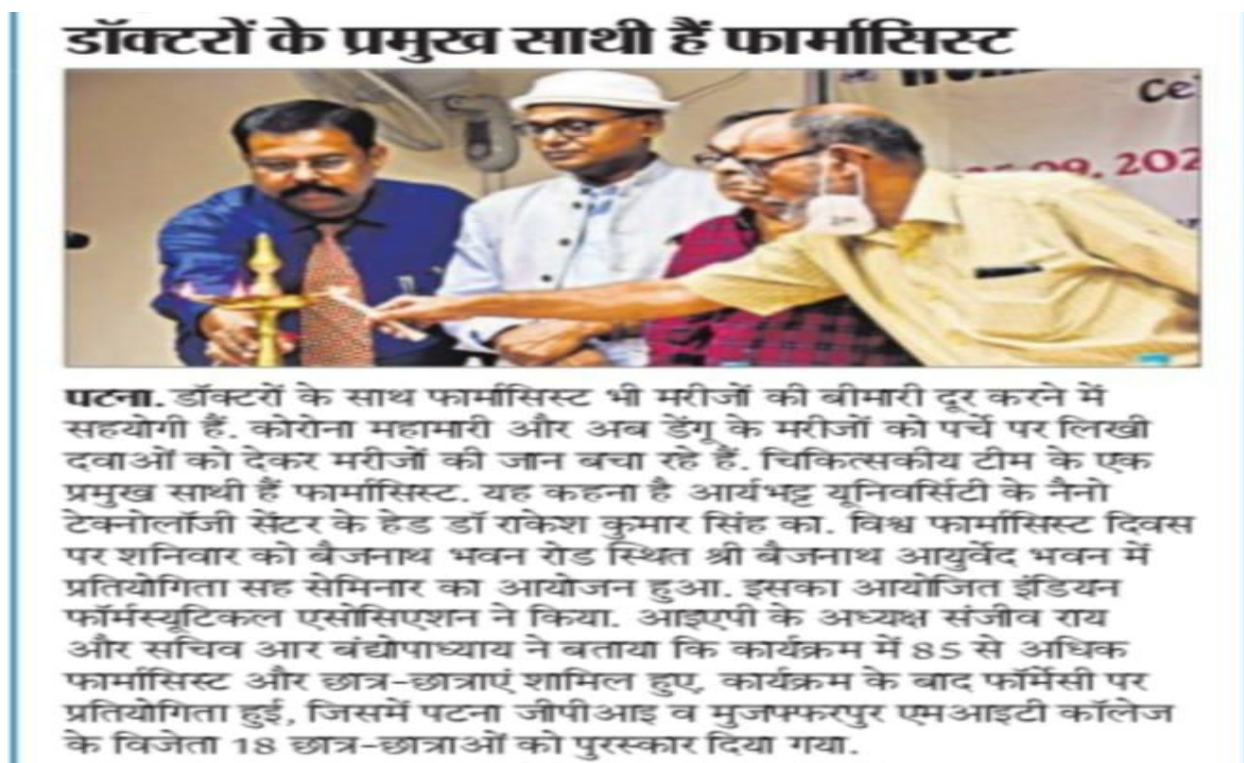 डॉक्टरों के प्रमुख साथी हैं फार्मासिस्ट
Ce
09, 202
पटना. डॉक्टरों के साथ फार्मासिस्ट भी मरीजों की बीमारी दूर करने में
सहयोगी हैं. कोरोना महामारी और अब डेंगू के मरीजों को पर्चे पर लिखी
दवाओं को देकर मरीजों की जान बचा रहे हैं. चिकित्सकीय टीम के एक
प्रमुख साथी हैं फार्मासिस्ट. यह कहना है आर्यभट्ट यूनिवर्सिटी के नैनो
टेक्नोलॉजी सेंटर के हेड डॉ राकेश कुमार सिंह का. विश्व फार्मासिस्ट दिवस
पर शनिवार को बैजनाथ भवन रोड स्थित श्री बैजनाथ आयुर्वेद भवन में
प्रतियोगिता सह सेमिनार का आयोजन हुआ. इसका आयोजित इंडियन
फॉर्मस्यूटिकल एसोसिएशन ने किया. आइएपी के अध्यक्ष संजीव राय
और सचिव आर बंद्योपाध्याय ने बताया कि कार्यक्रम में 85 से अधिक
फार्मासिस्ट और छात्र-छात्राएं शामिल हुए. कार्यक्रम के बाद फॉर्मेसी पर
प्रतियोगिता हुई, जिसमें पटना जीपीआइ व मुजफ्फरपुर एमआइटी कॉलेज
के विजेता 18 छात्र-छात्राओं को पुरस्कार दिया गया.